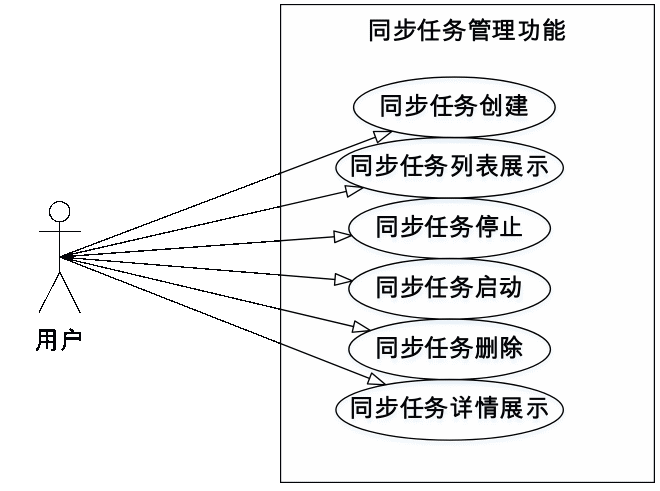 同步任务管理功能
同步任务创建
同步任务列表展示
同步任务停止
同步任务启动
同步任务删除
同步任务详情展示
用户